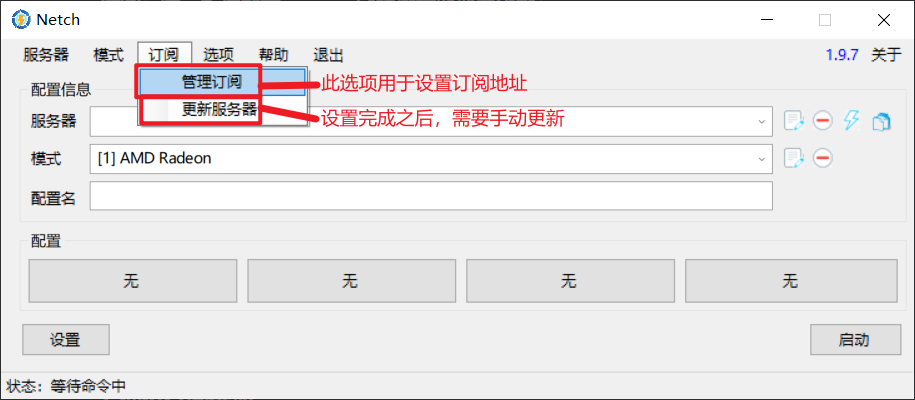 Netch
服务器 模式 订阅 选项 帮助 退出 1.9.7 关于
管理订阅 此选项用于设置订阅地址
配置信息
更新服务器 设置完成之后，需要手动更新
服务器
模式 [1] AMD Radeon
配置名
配置
无 无 无 无
设置 启动
状态：等待命令中